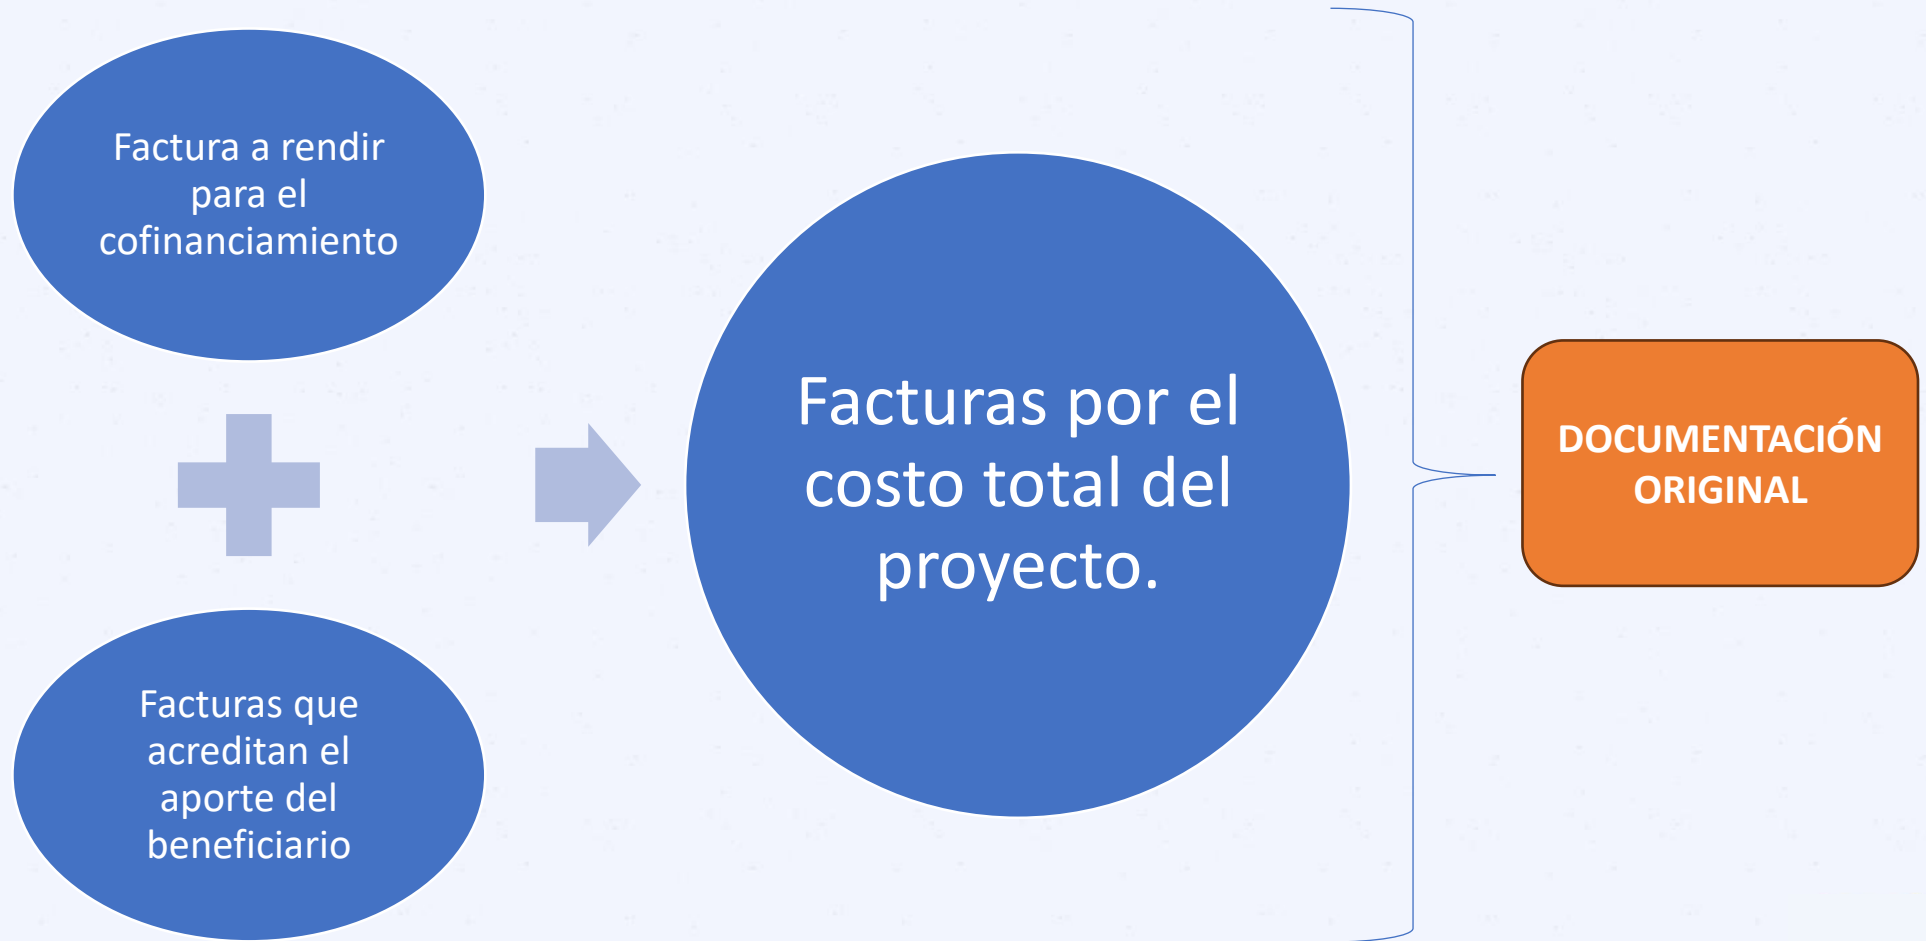 Factura a rendir
para el
cofinanciamiento
Facturas que
acreditan el
aporte del
beneficiario
Facturas por el
costo total del
proyecto.
DOCUMENTACIÓN
ORIGINAL